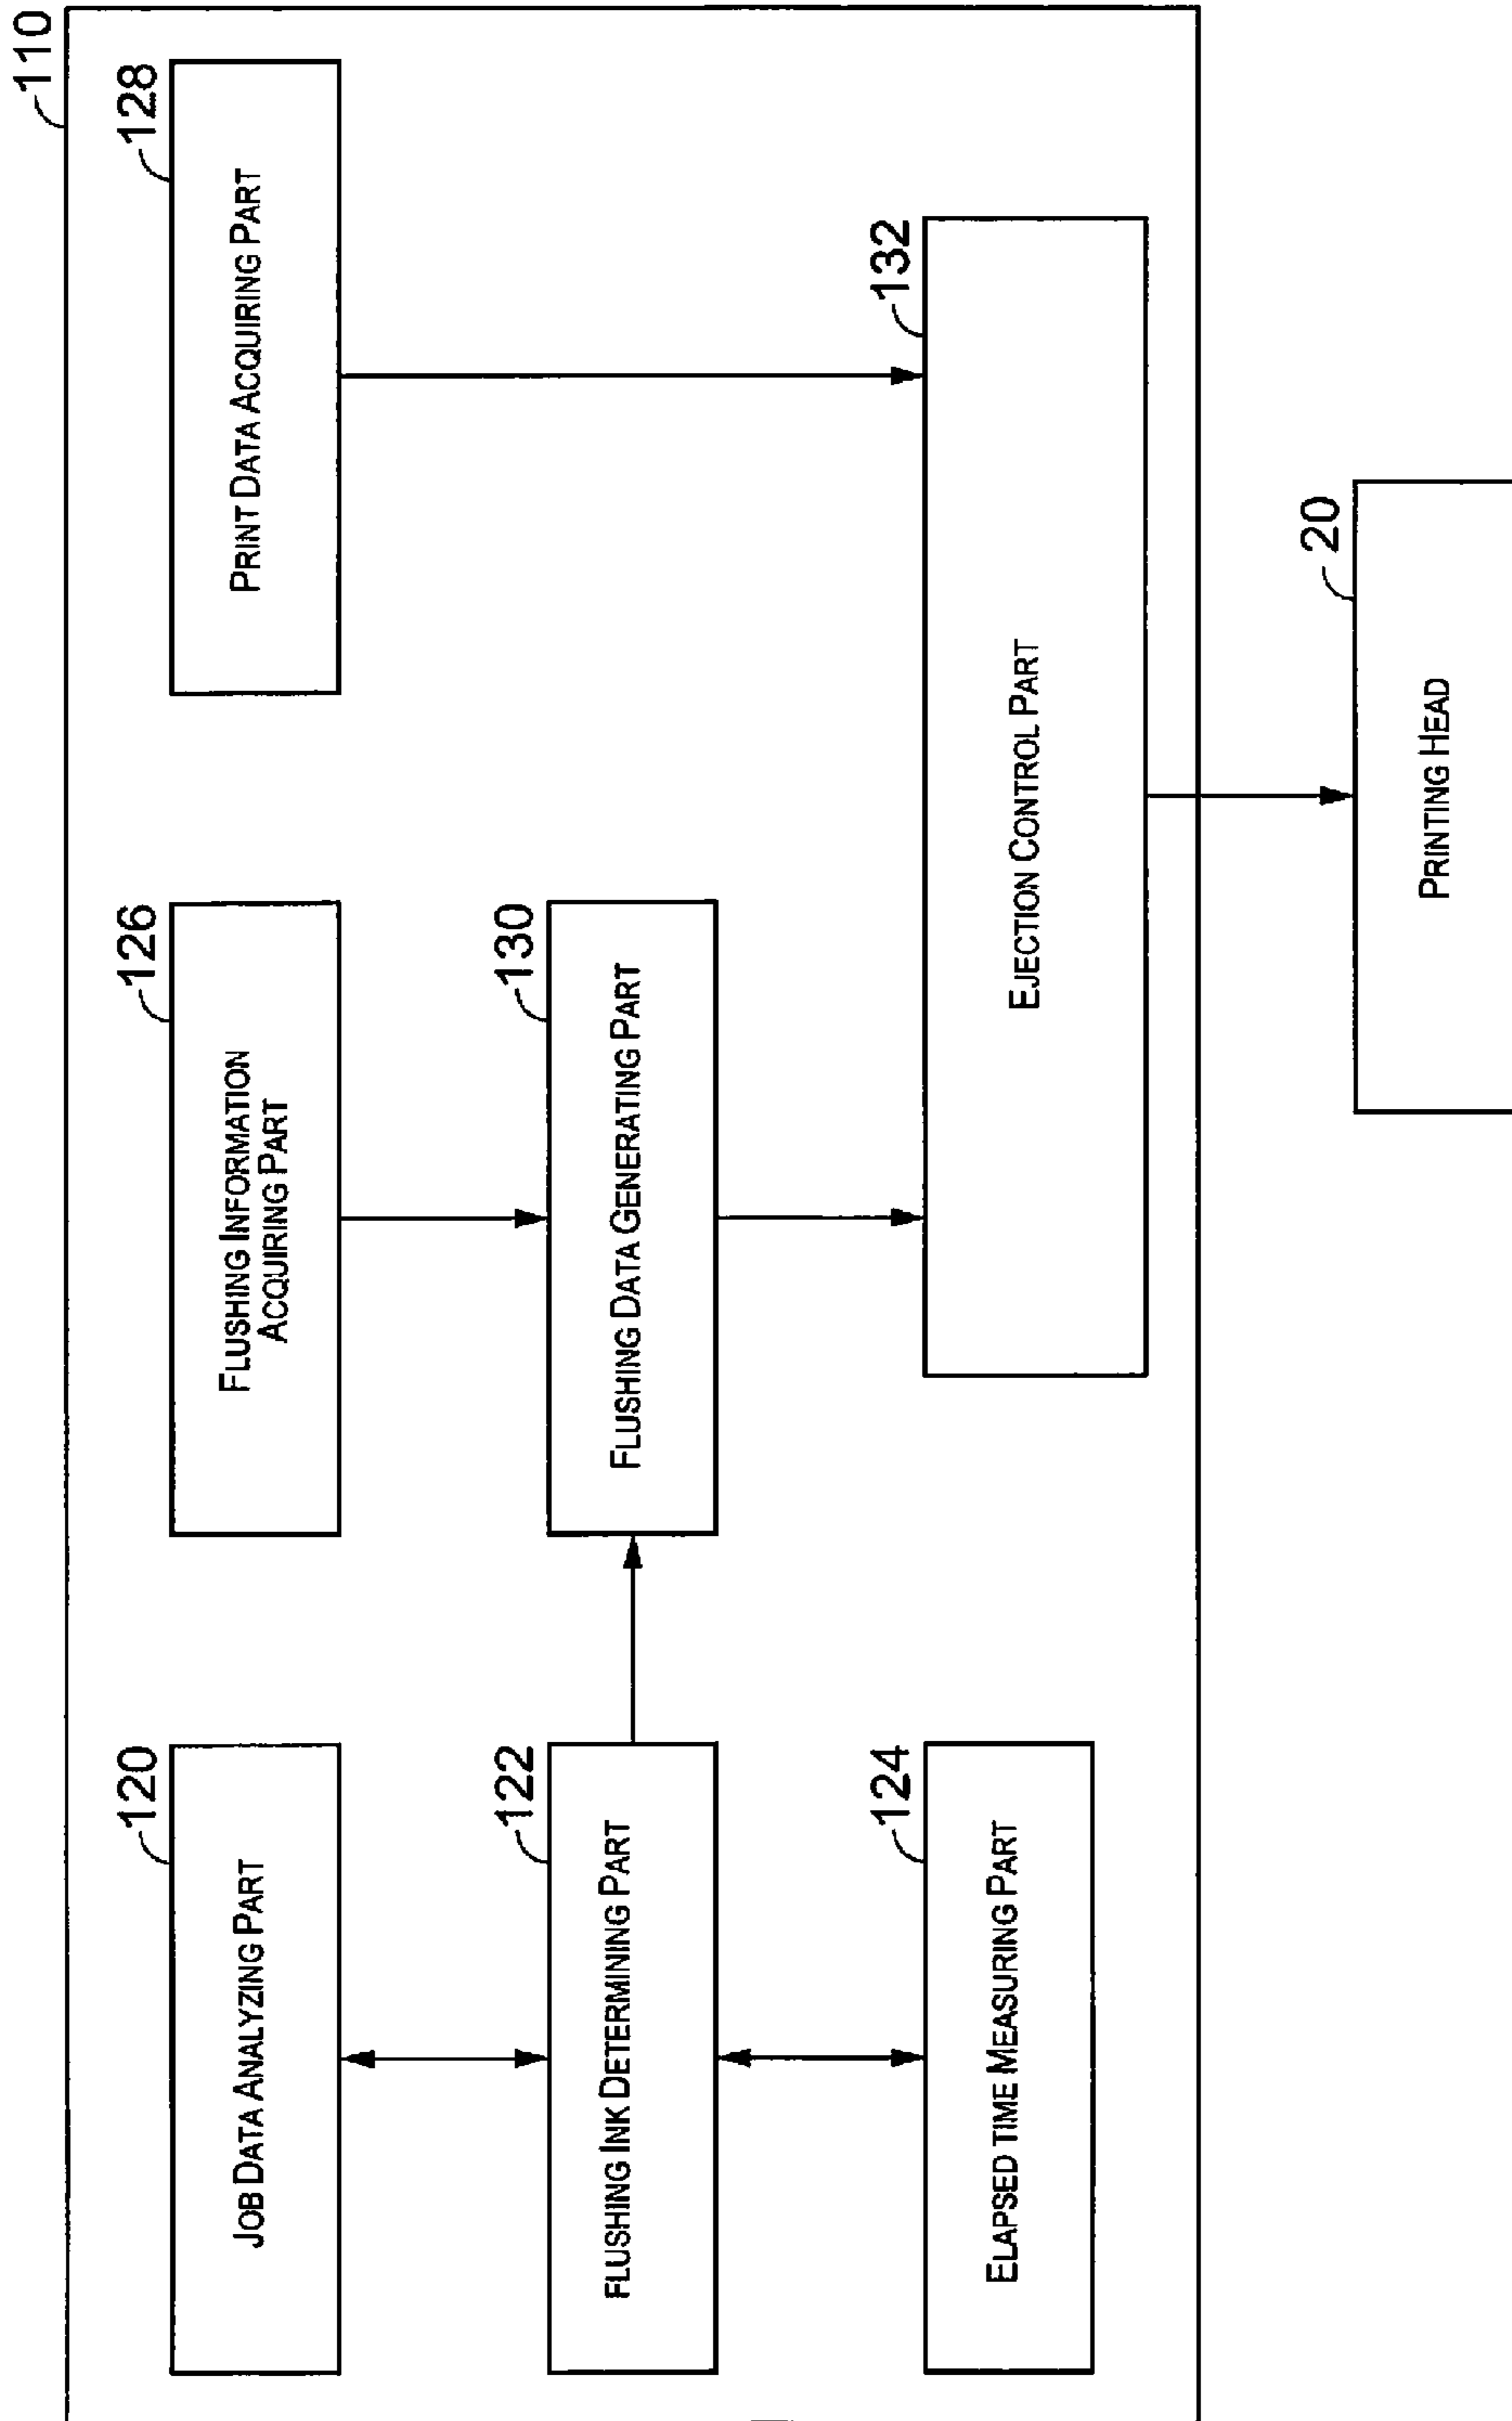 110
120
JOB DATA ANALYZING PART
126
FLUSHING INFORMATION
ACQUIRING PART
128
PRINT DATA ACQUIRING PART
122
FLUSHING INK DETERMINING PART
130
FLUSHING DATA GENERATING PART
124
ELAPSED TIME MEASURING PART
132
EJECTION CONTROL PART
20
PRINTING HEAD